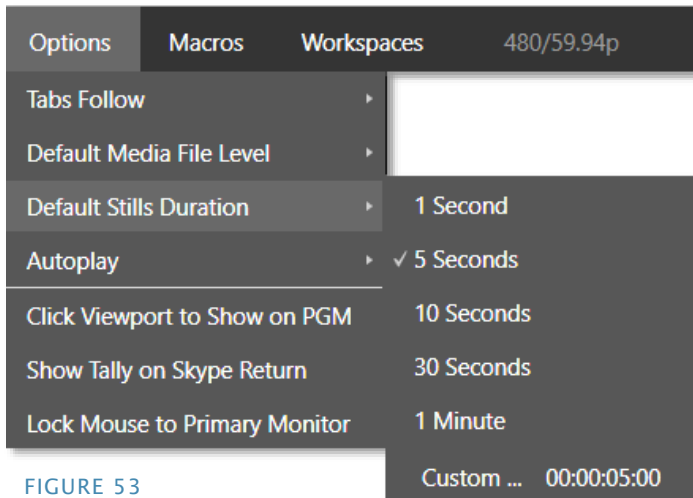 Options Macros Workspaces 480/59.94p
Tabs Follow
Default Media File Level
Default Stills Duration
Autoplay
Click Viewport to Show on PGM
Show Tally on Skype Return
Lock Mouse to Primary Monitor
1 Second
✓ 5 Seconds
10 Seconds
30 Seconds
1 Minute
Custom ... 00:00:05:00
FIGURE 53